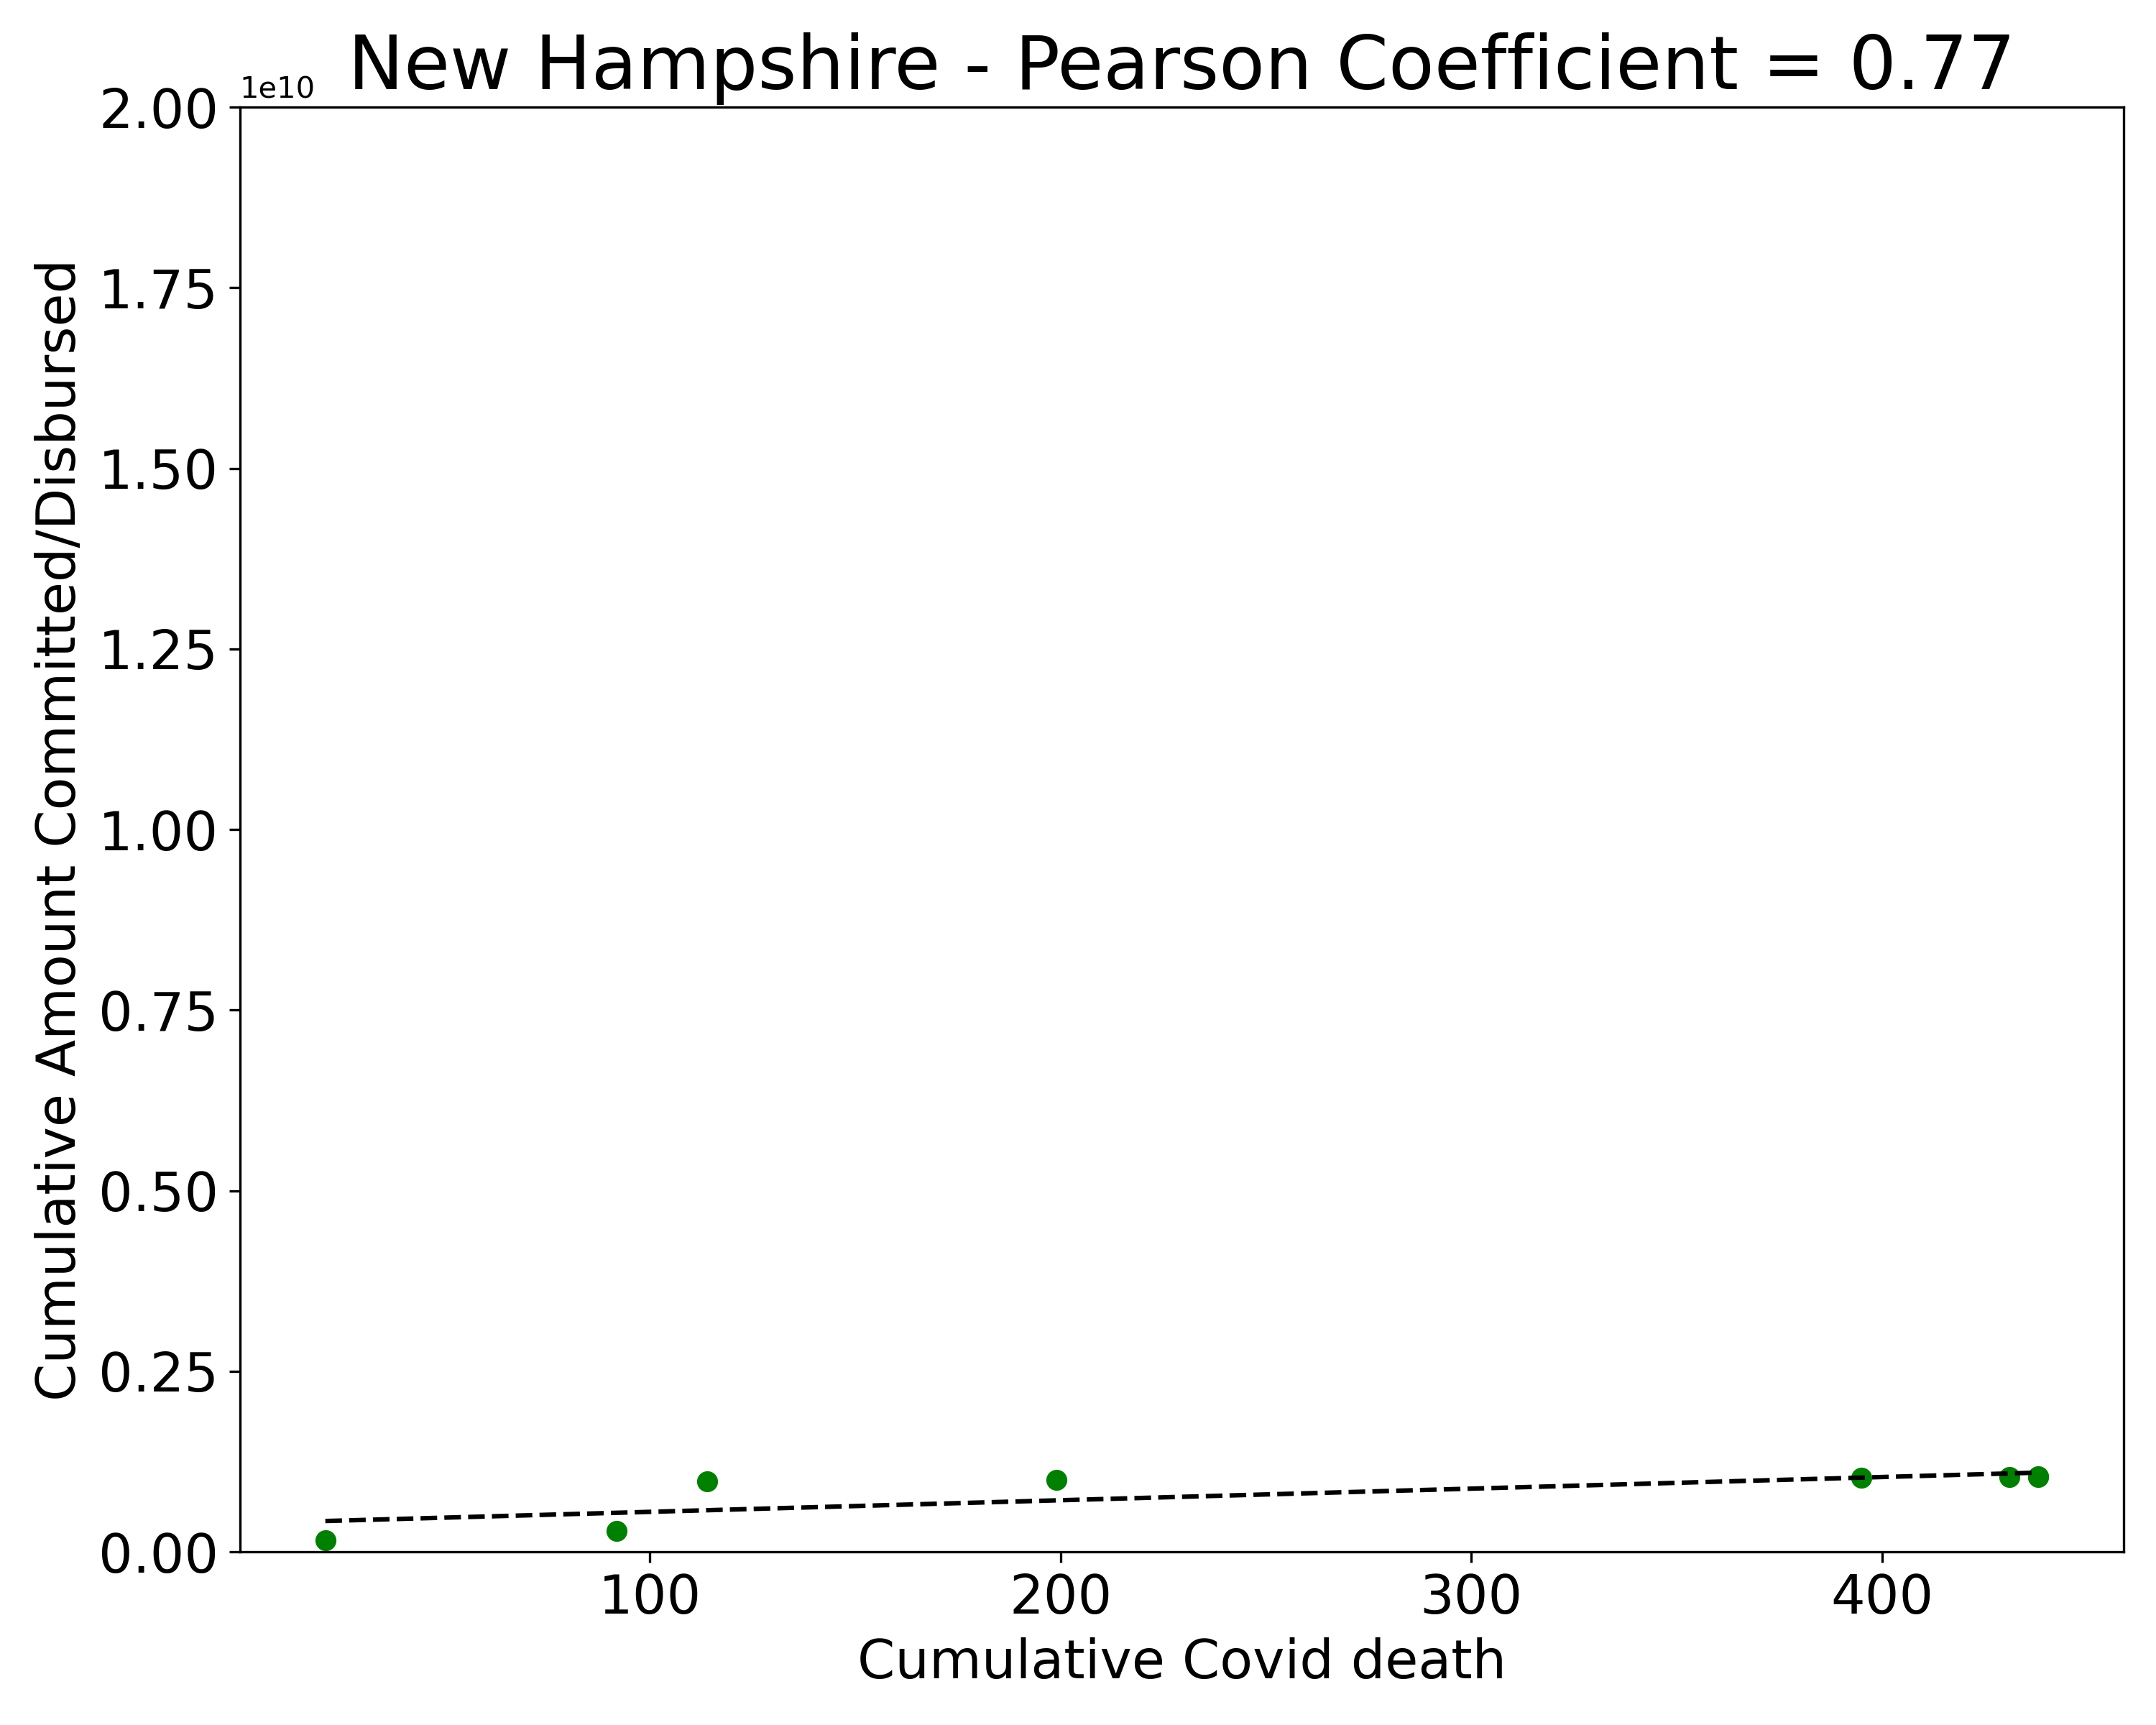 New Hampshire - Pearson Coefficient = 0.77
1e10
2.00
1.75
1.50
1.25
1.00
0.75
0.50
0.25
0.00
Cumulative Amount Committed/Disbursed
100 200 300 400
Cumulative Covid death